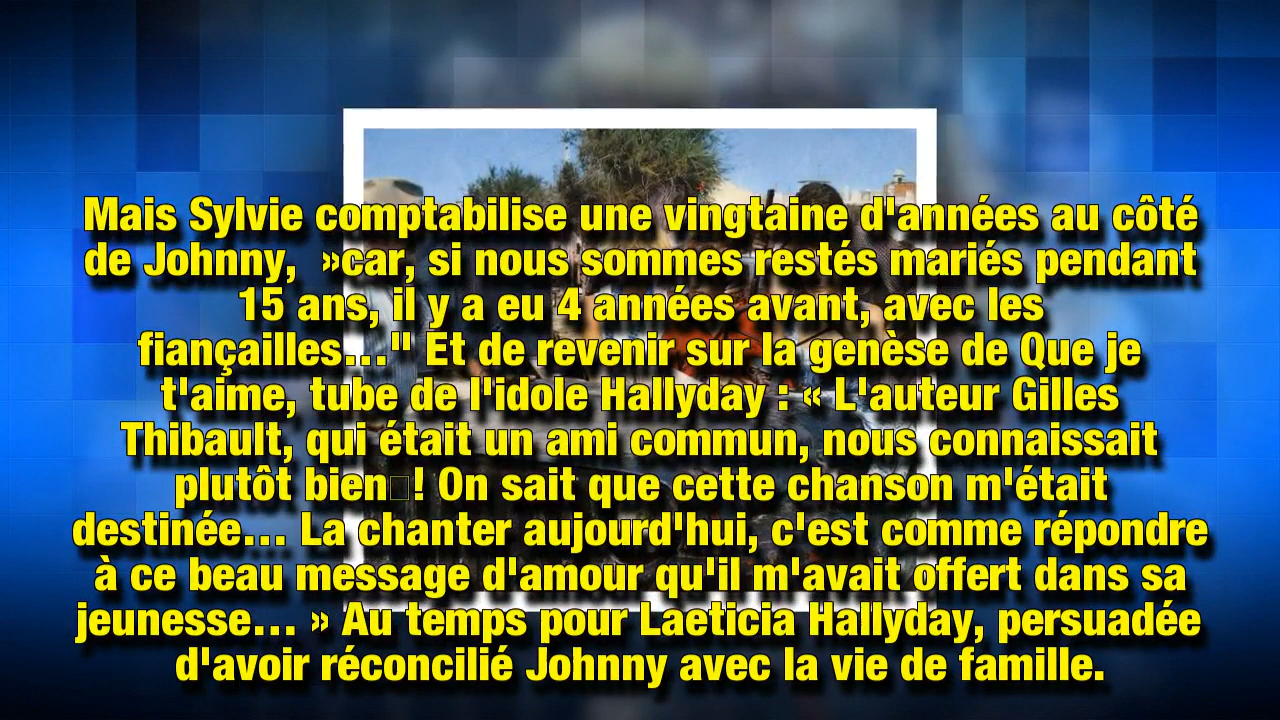 Mais Sylvie comptabilise une vingtaine d'années au côté
de Johnny,  »car, si nous sommes restés mariés pendant
15 ans, il y a eu 4 années avant, avec les
fiançailles…" Et de revenir sur la genèse de Que je
t'aime, tube de l'idole Hallyday : « L'auteur Gilles
Thibault, qui était un ami commun, nous connaissait
plutôt bien! On sait que cette chanson m'était
destinée… La chanter aujourd'hui, c'est comme répondre
à ce beau message d'amour qu'il m'avait offert dans sa
jeunesse… » Au temps pour Laeticia Hallyday, persuadée
d'avoir réconcilié Johnny avec la vie de famille.